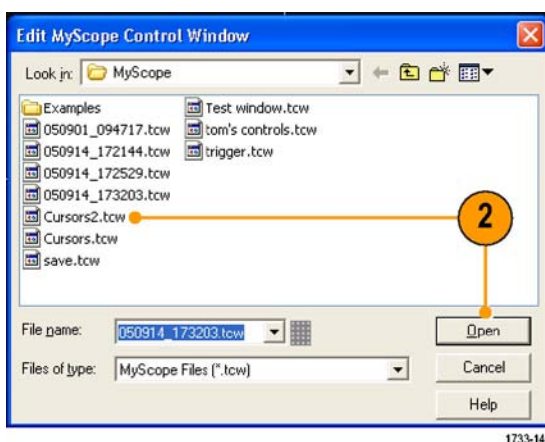 Edit MyScope Control Window
Look in: MyScope
Examples
050901_094717.tcw
050914_172144.tcw
050914_172529.tcw
050914_173203.tcw
Cursors2.tcw
Cursors.tcw
save.tcw
Test window.tcw
tom's controls.tcw
trigger.tcw
2
File name: 050914_173203.tcw
Open
Files of type: MyScope Files (*.tcw)
Cancel
Help
1733-14